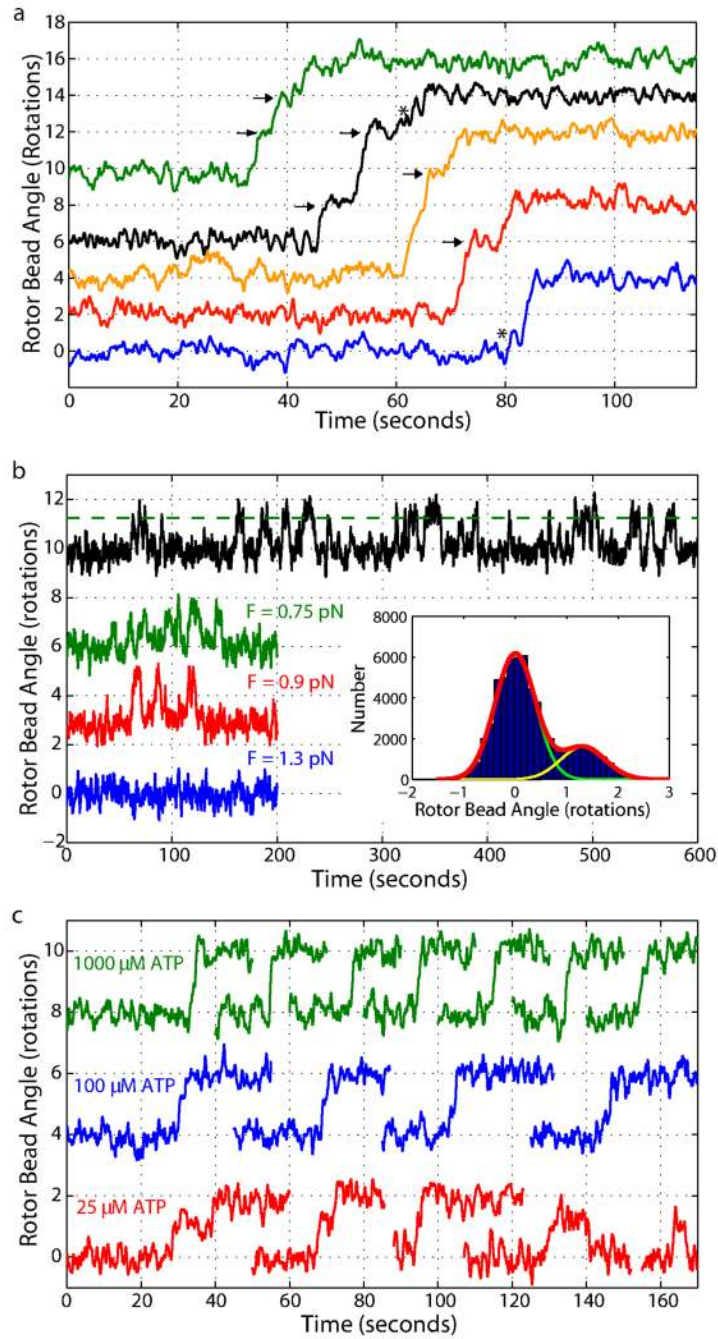 a
Rotor Bead Angle (Rotations)
18
16
14
12
10
8
6
4
2
0
*
*
0 20 40 60 80 100
Time (seconds)
b
Rotor Bead Angle (rotations)
12
10
8
6
4
2
0
−2
F = 0.75 pN
F = 0.9 pN
F = 1.3 pN
Number
8000
6000
4000
2000
0
−2 −1 0 1 2 3
Rotor Bead Angle (rotations)
0 100 200 300 400 500 600
Time (seconds)
c
Rotor Bead Angle (rotations)
10
8
6
4
2
0
1000 µM ATP
100 µM ATP
25 µM ATP
0 20 40 60 80 100 120 140 160
Time (seconds)